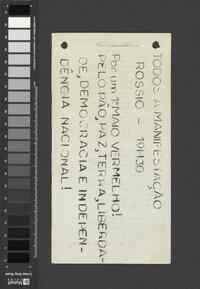 TODOS A MANIFESTAÇÃO
ROSSIO - 19H30
POR UM 1º MAIO VERMELHO!
PELO PÃO, PAZ, TERRA, LIBERDA-
DE, DEMOCRACIA E INDEPEN-
DÊNCIA NACIONAL!